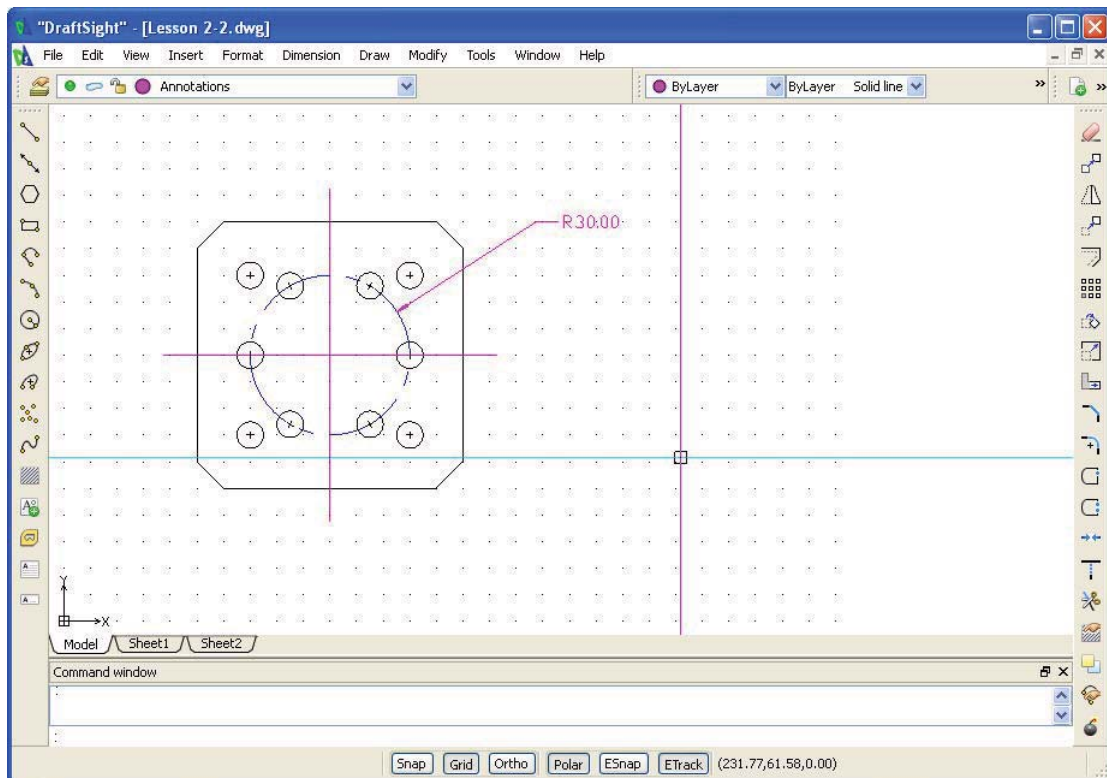 "DraftSight" - [Lesson 2-2.dwg]
File Edit View Insert Format Dimension Draw Modify Tools Window Help
Annotations ByLayer ByLayer Solid line
R30.00
Y
X
Model Sheet1 Sheet2
Command window
:
:
Snap Grid Ortho Polar ESnap ETrack (231.77,61.58,0.00)